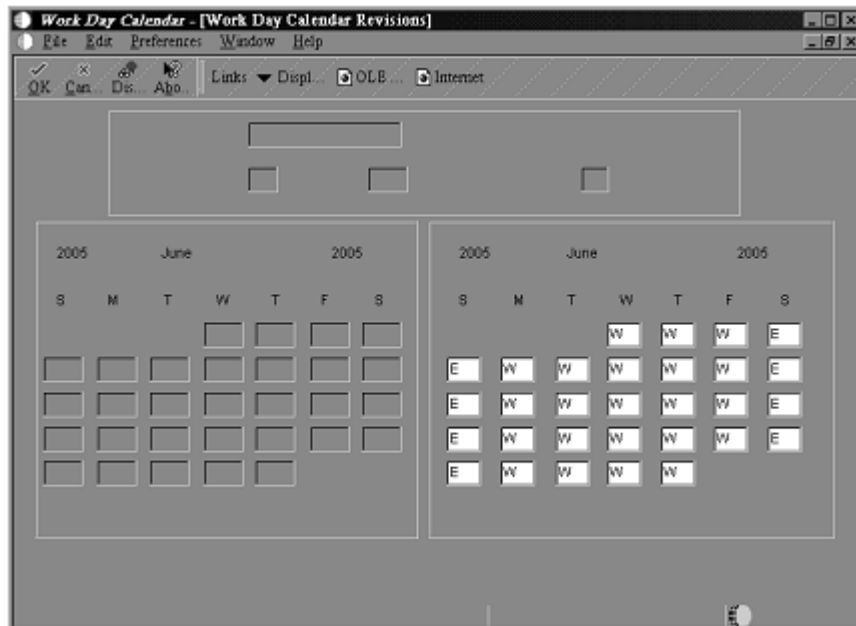 Work Day Calendar - [Work Day Calendar Revisions]
File Edit Preferences Window Help
OK Can... Dis... Abo.. Links Displ... OLE ... Internet
2005 June 2005 2005 June 2005
S M T W T F S S M T W T F S
W W W E
E W W W W W E
E W W W W W E
E W W W W W E
E W W W W